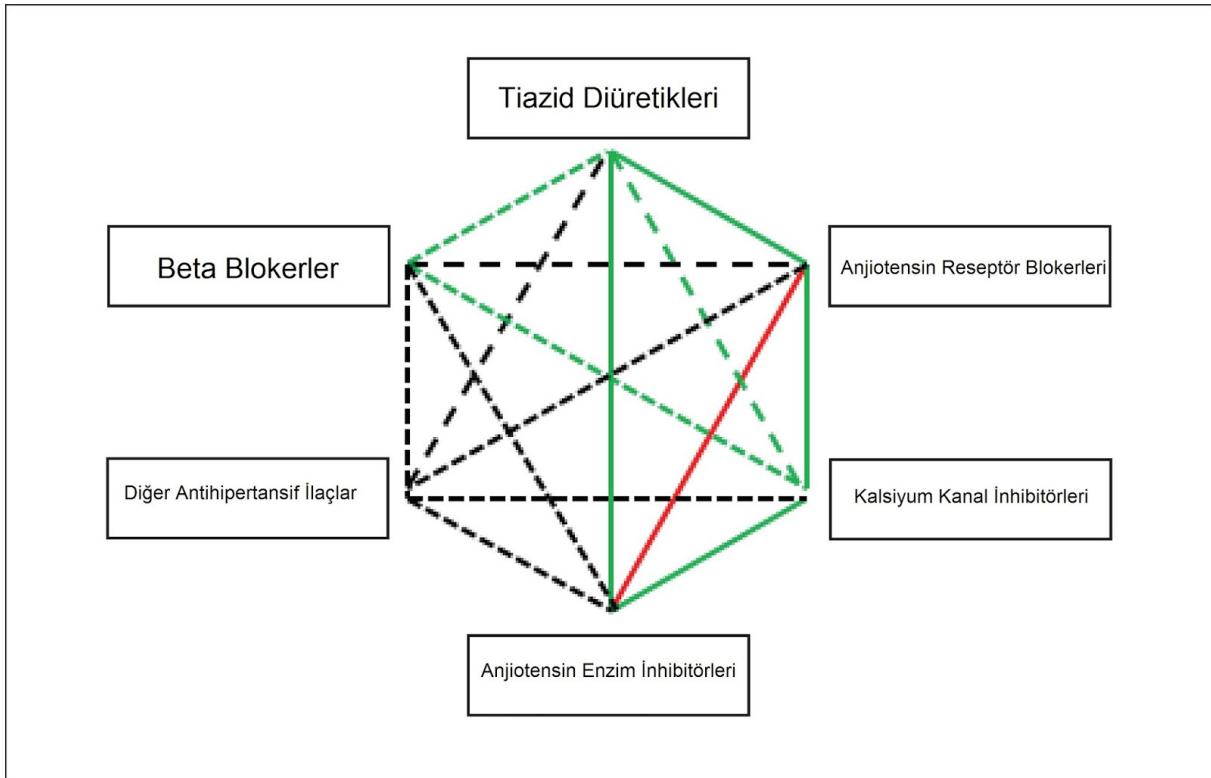 Tiazid Diüretikleri
Beta Blokerler
Anjiotensin Reseptör Blokerleri
Diğer Antihipertansif İlaçlar
Kalsiyum Kanal İnhibitörleri
Anjiotensin Enzim İnhibitörleri